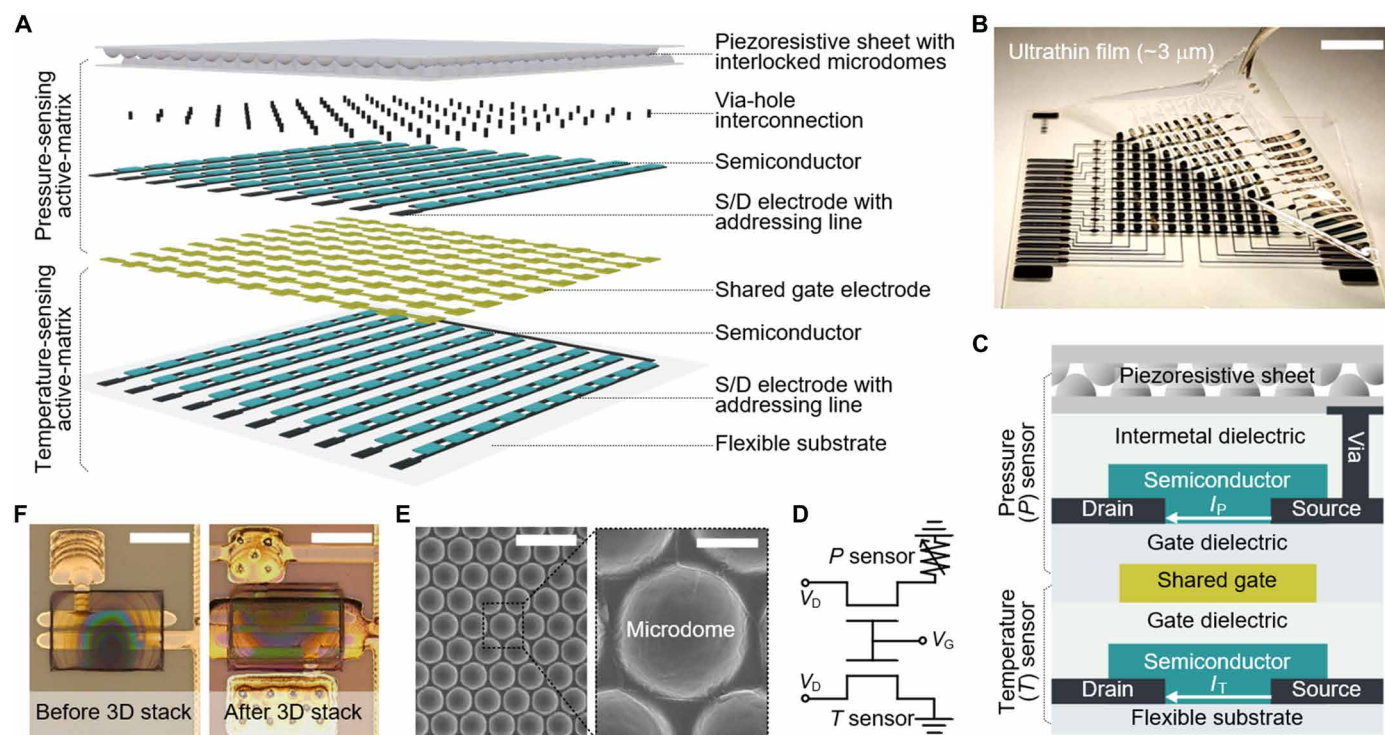 A
Pressure-sensing
active-matrix
Temperature-sensing
active-matrix
Piezoresistive sheet with
interlocked microdomes
Via-hole
interconnection
Semiconductor
S/D electrode with
addressing line
Shared gate electrode
Semiconductor
S/D electrode with
addressing line
Flexible substrate
B
Ultrathin film (~3 μm)
C
Pressure
(P) sensor
Temperature
(T) sensor
Piezoresistive sheet
Intermetal dielectric
Via
Semiconductor
Drain
I_P
Source
Gate dielectric
Shared gate
Gate dielectric
Semiconductor
Drain
I_T
Source
Flexible substrate
F
Before 3D stack
After 3D stack
E
Microdome
D
P sensor
V_D
V_G
V_D
T sensor